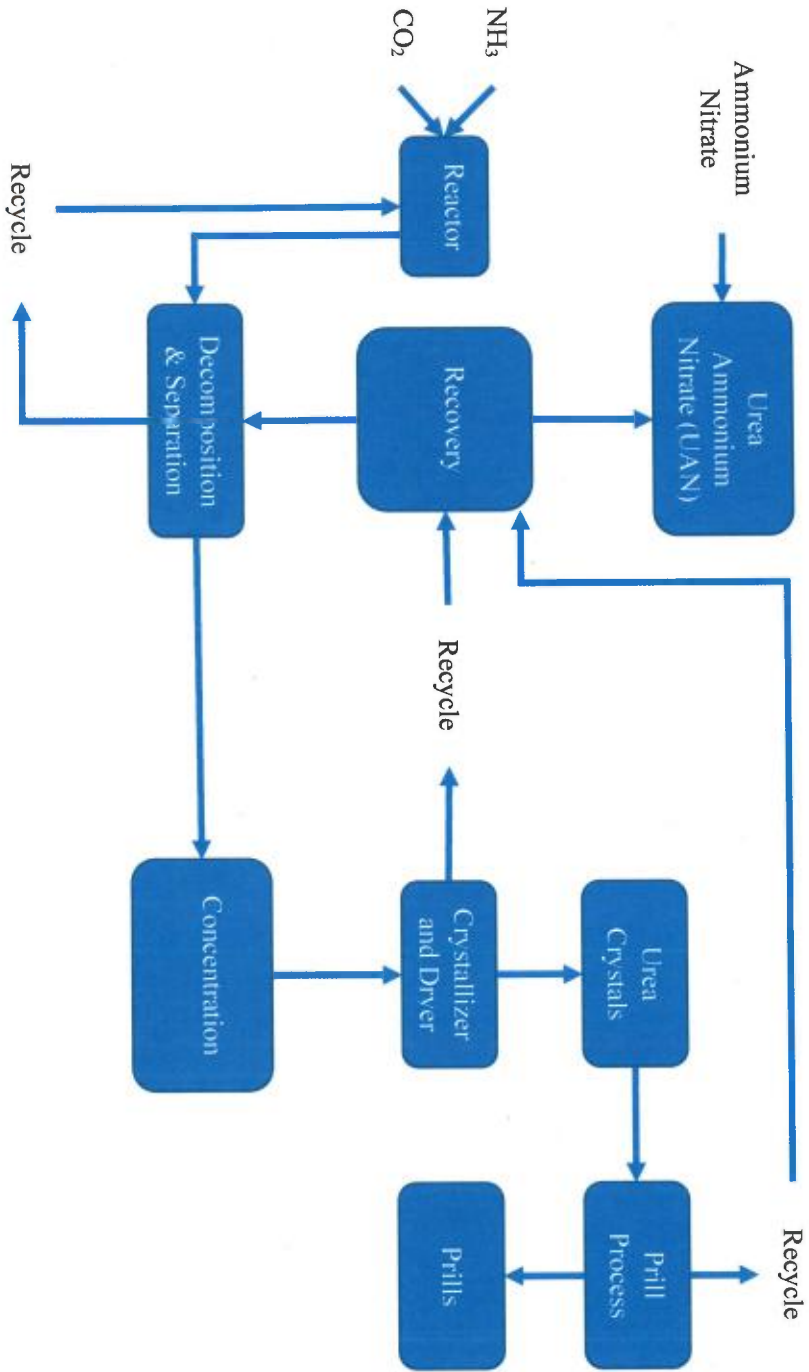 Recycle
Ammonium
Nitrate
Urea
Ammonium
Nitrate (UAN)
Urea
Crystals
Prill
Process
NH₃
CO₂
Reactor
Recovery
Recycle
Crystallizer
and Dryer
Prills
Decomposition
& Separation
Concentration
Recycle